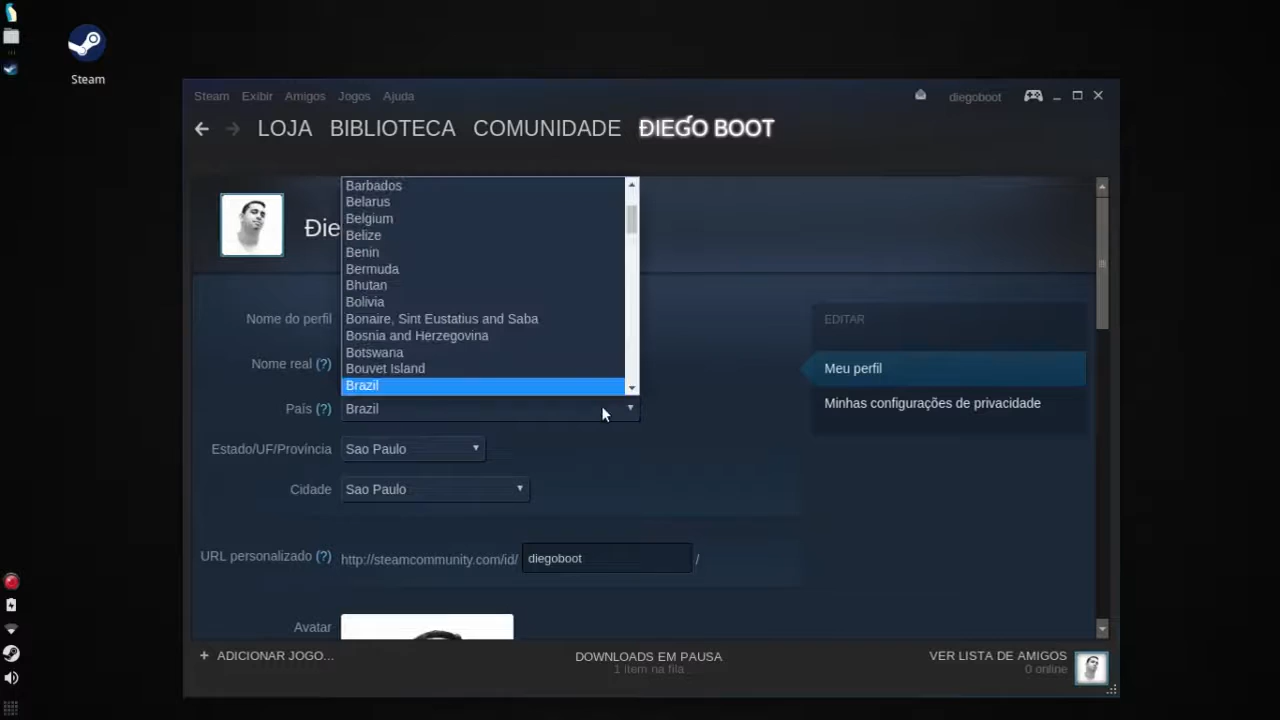 Steam
Steam Exibir Amigos Jogos Ajuda
diegoboot
LOJA BIBLIOTECA COMUNIDADE ĐIEGO BOOT
Đie
Barbados
Belarus
Belgium
Belize
Benin
Bermuda
Bhutan
Bolivia
Bonaire, Sint Eustatius and Saba
Bosnia and Herzegovina
Botswana
Bouvet Island
Brazil
Nome do perfil
Nome real (?)
País (?) Brazil
Estado/UF/Província Sao Paulo
Cidade Sao Paulo
URL personalizado (?) http://steamcommunity.com/id/ diegoboot /
Avatar
EDITAR
Meu perfil
Minhas configurações de privacidade
+ ADICIONAR JOGO...
DOWNLOADS EM PAUSA
1 item na fila
VER LISTA DE AMIGOS
0 online